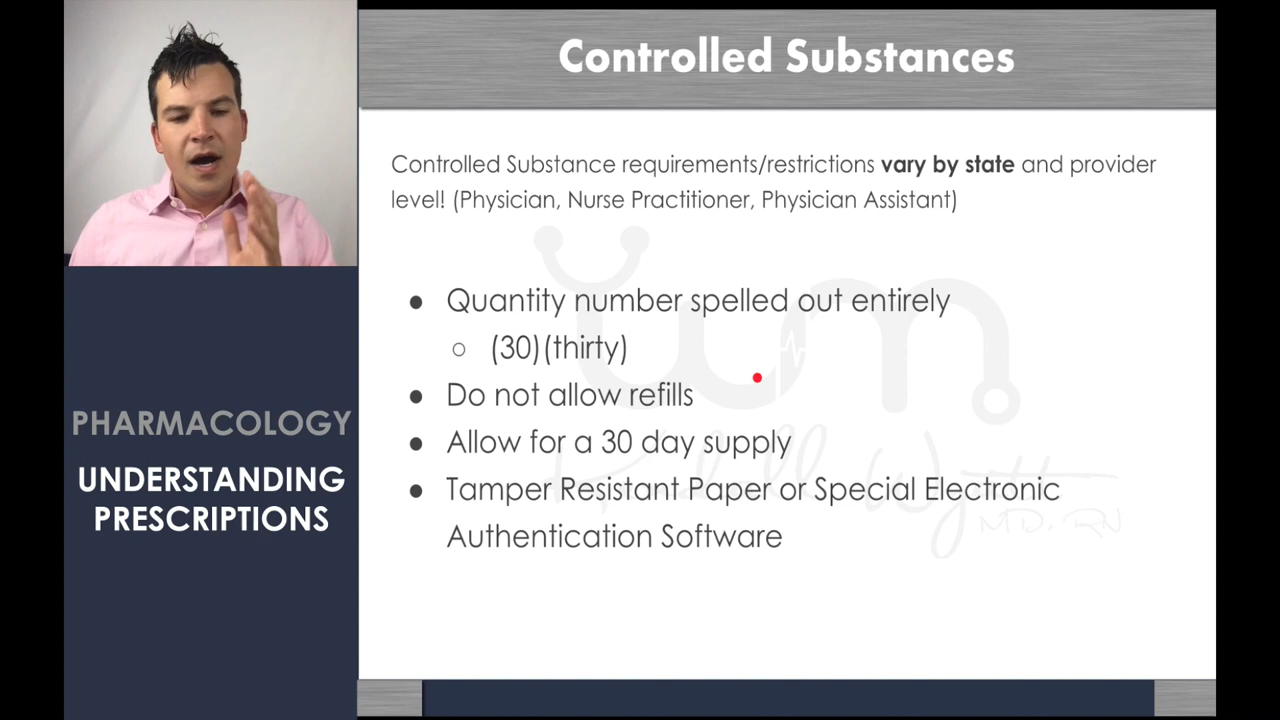 Controlled Substances
Controlled Substance requirements/restrictions vary by state and provider
level! (Physician, Nurse Practitioner, Physician Assistant)
● Quantity number spelled out entirely
○ (30)(thirty)
● Do not allow refills
● Allow for a 30 day supply
● Tamper Resistant Paper or Special Electronic
Authentication Software
PHARMACOLOGY
UNDERSTANDING
PRESCRIPTIONS
MD, RN